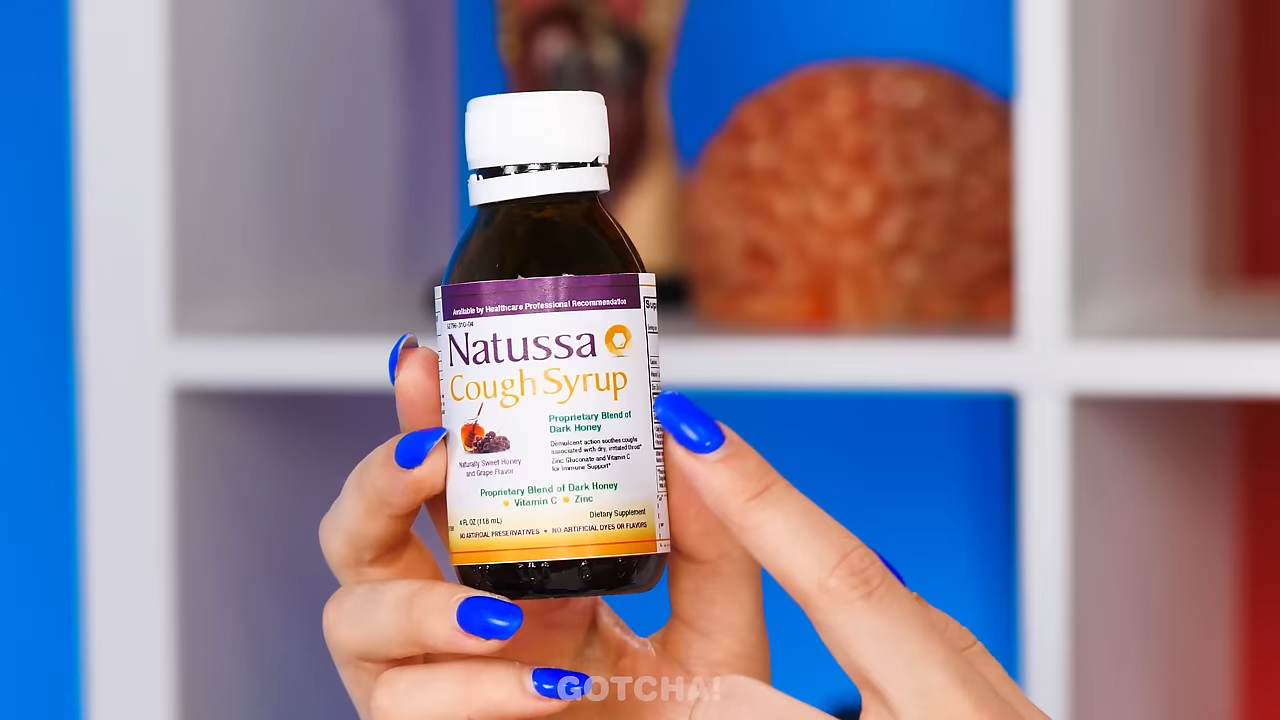 Available by Healthcare Professional Recommendation
Natussa
Cough Syrup
Proprietary Blend of
Dark Honey
Demulcent action soothes coughs
associated with dry, irritated throat*
Zinc Gluconate and Vitamin C
for Immune Support*
Naturally Sweet Honey
and Grape Flavor
Proprietary Blend of Dark Honey
Vitamin C Zinc
4 FL OZ (118 mL)
Dietary Supplement
NO ARTIFICIAL PRESERVATIVES • NO ARTIFICIAL DYES OR FLAVORS
GOTCHA!